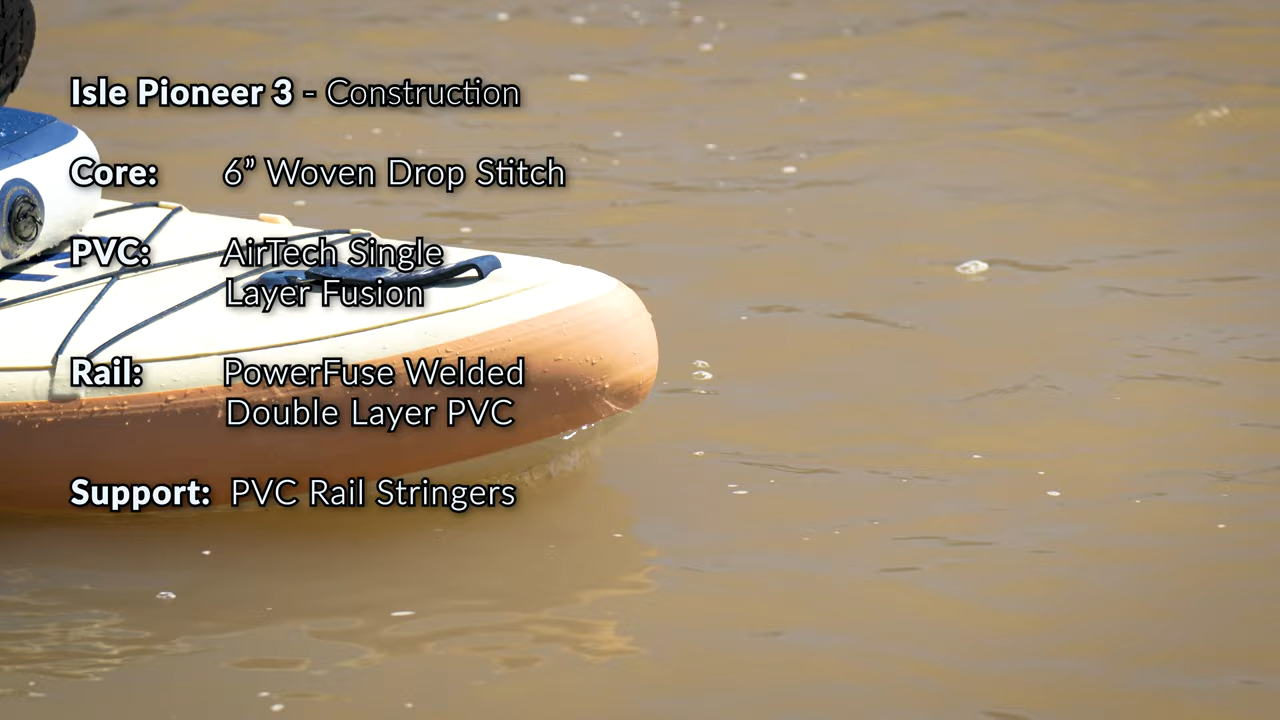 Isle Pioneer 3 - Construction
Core: 6” Woven Drop Stitch
PVC: AirTech Single
Layer Fusion
Rail: PowerFuse Welded
Double Layer PVC
Support: PVC Rail Stringers